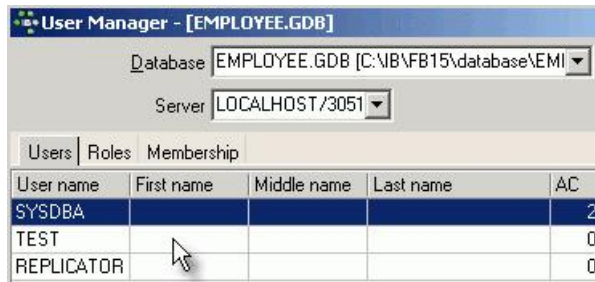 User Manager - [EMPLOYEE.GDB]
Database EMPLOYEE.GDB [C:\IB\FB15\database\EMI
Server LOCALHOST/3051
Users Roles Membership
User name First name Middle name Last name AC
SYSDBA 2
TEST 0
REPLICATOR 0